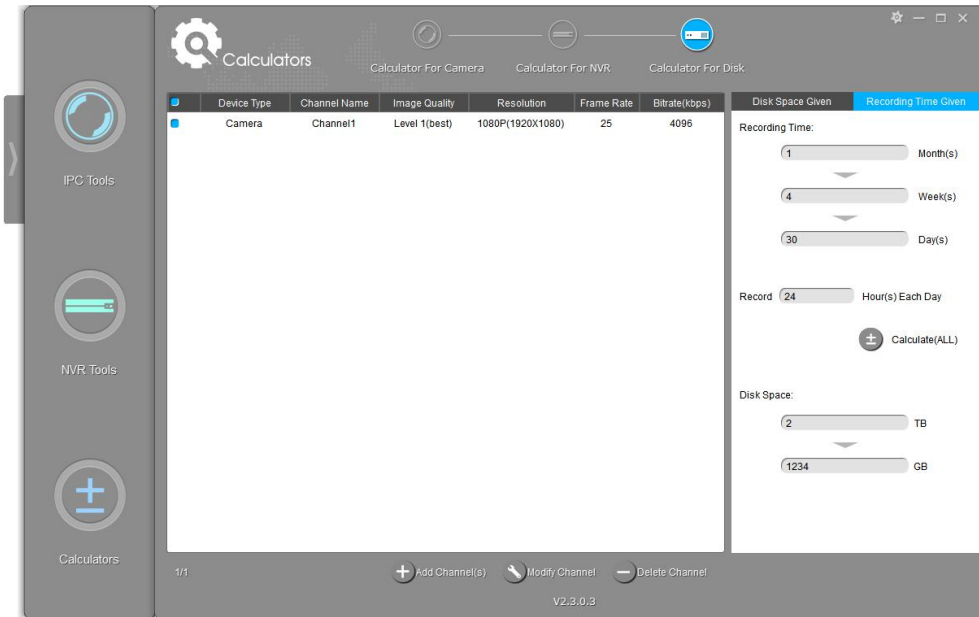 Calculators
Calculator For Camera
Calculator For NVR
Calculator For Disk
IPC Tools
NVR Tools
Calculators
Device Type Channel Name Image Quality Resolution Frame Rate Bitrate(kbps)
Camera Channel1 Level 1(best) 1080P(1920X1080) 25 4096
Disk Space Given Recording Time Given
Recording Time:
1 Month(s)
4 Week(s)
30 Day(s)
Record 24 Hour(s) Each Day
Calculate(ALL)
Disk Space:
2 TB
1234 GB
1/1
Add Channel(s) Modify Channel Delete Channel
V2.3.0.3